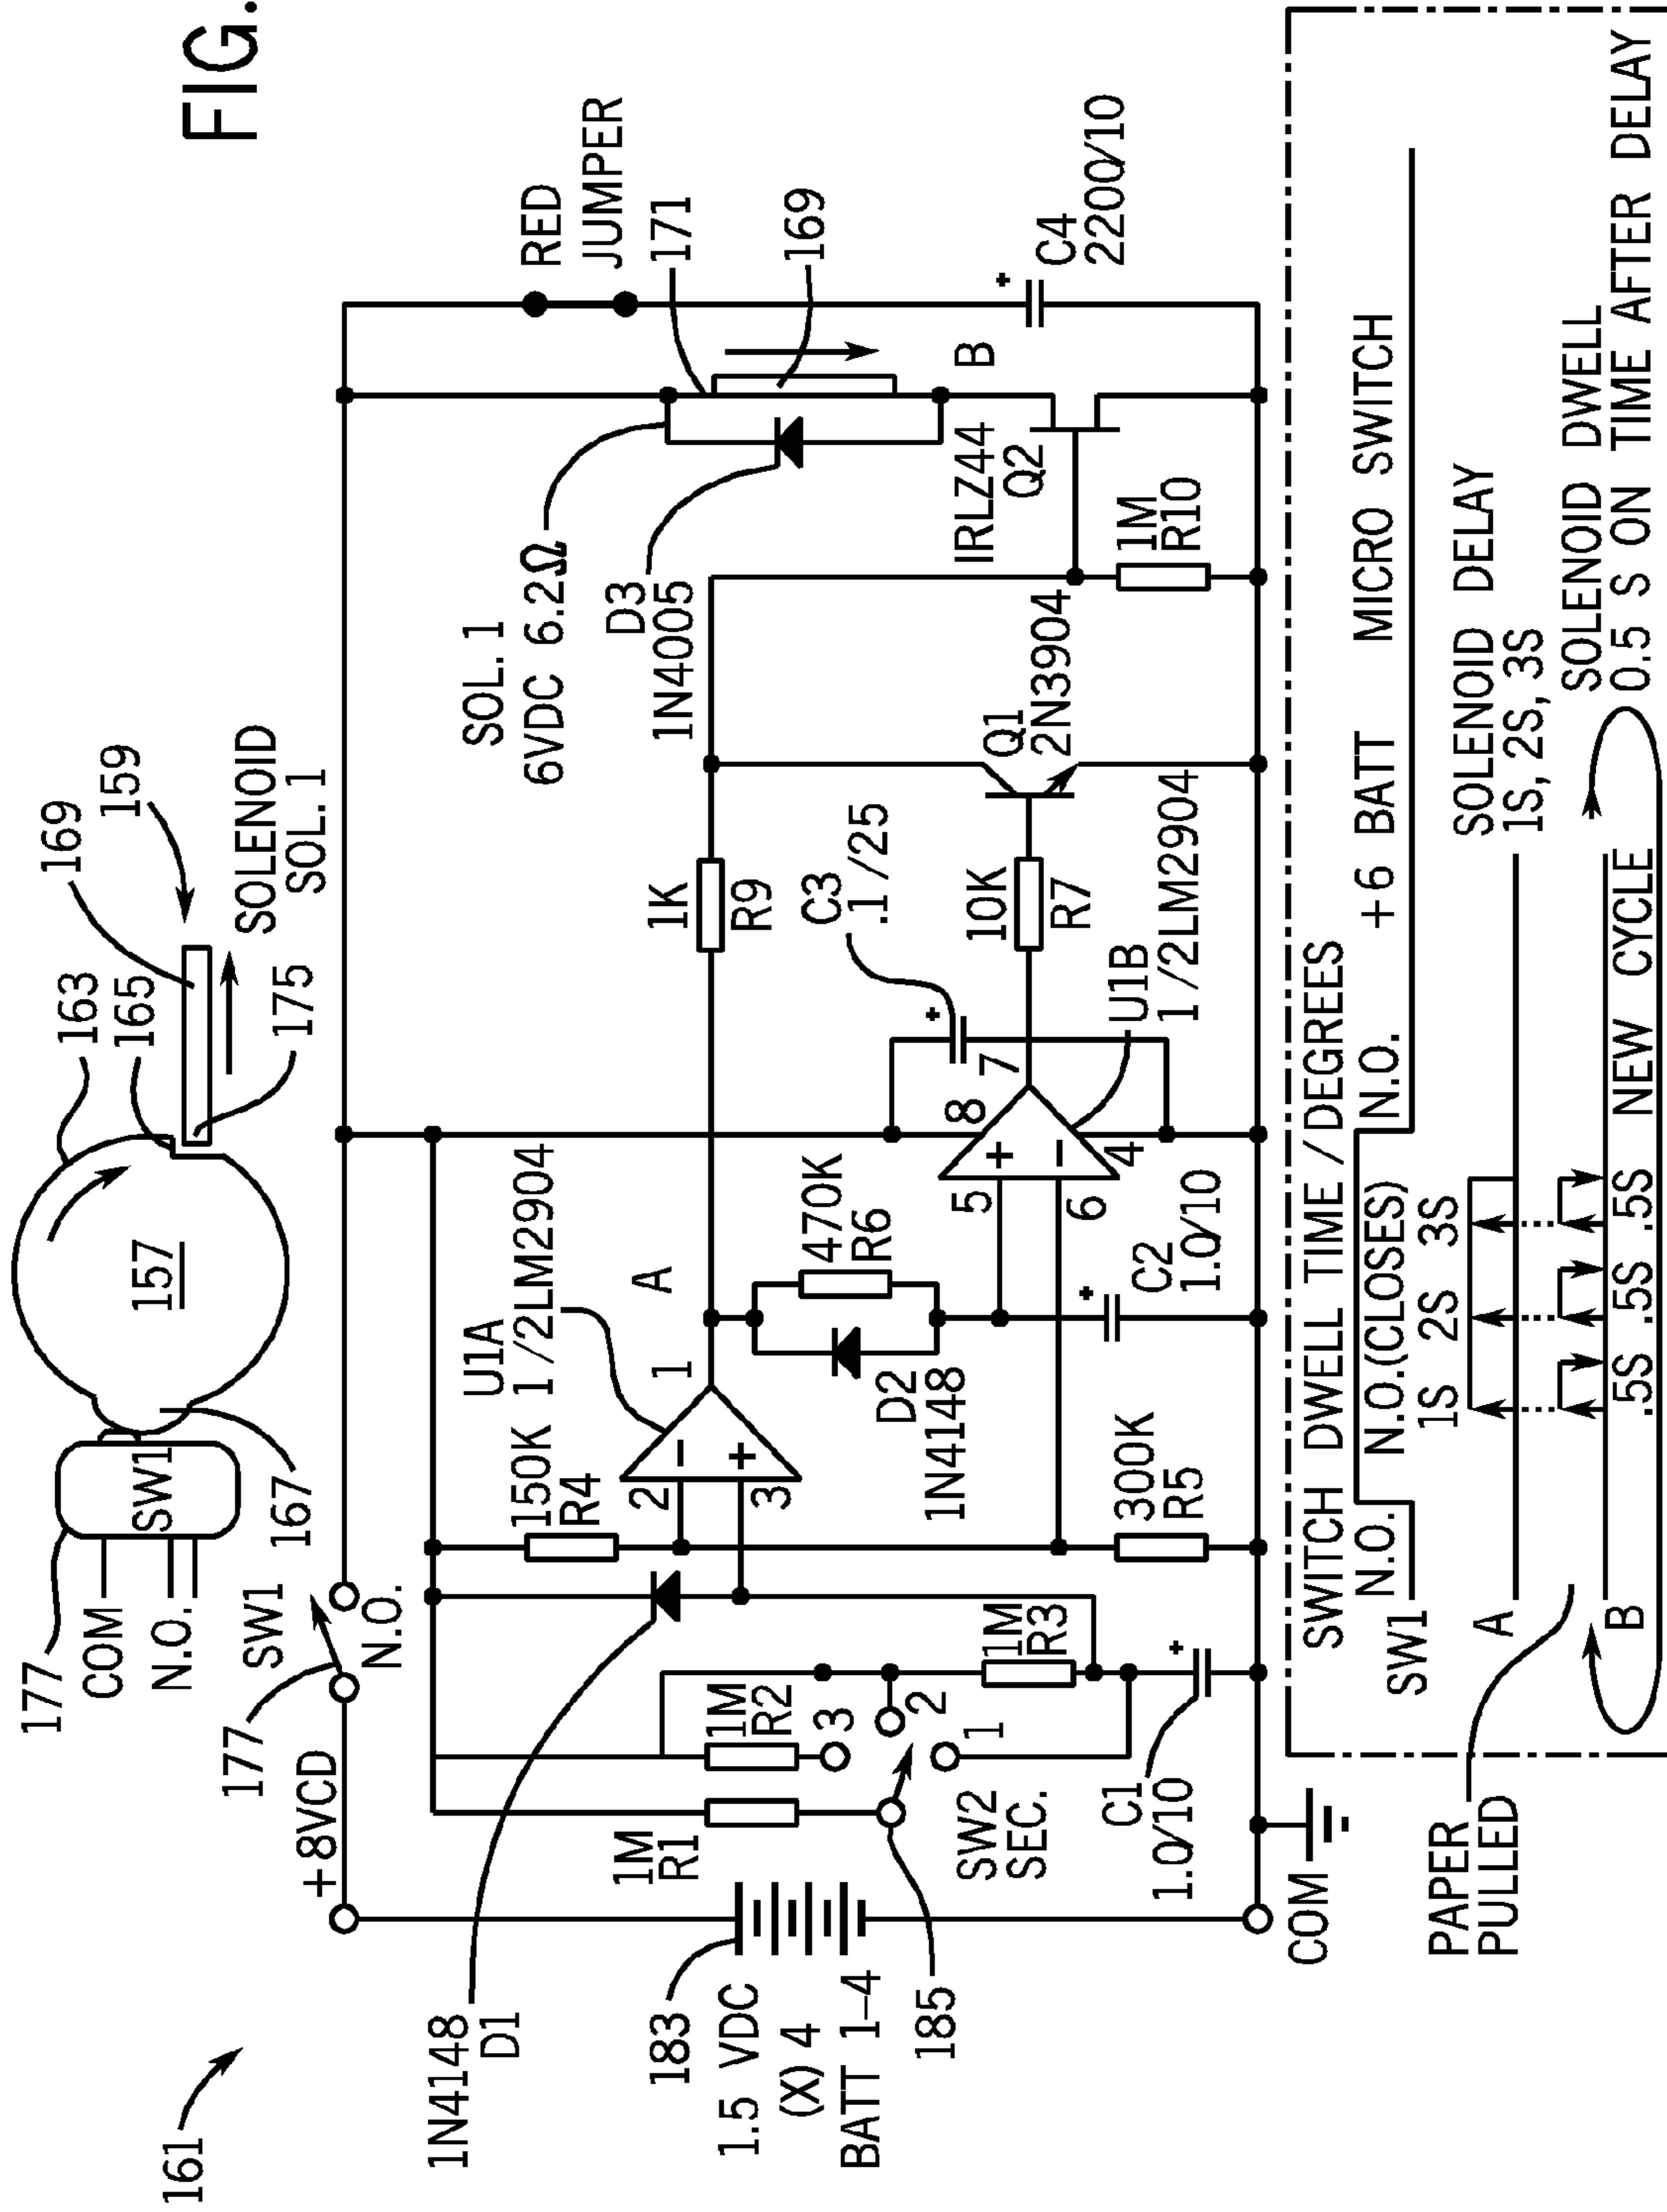 FIG.
161
177
COM
N.O.
SW1
167
157
163
165
169
159
175
SOLENOID
SOL. 1
177
SW1
N.O.
+8VCD
1N4148
D1
183
1.5 VDC
(X) 4
BATT 1–4
185
1M
R1
1M
R2
3
2
1
SW2
SEC.
1M
R3
C1
1.0/10
COM
150K
R4
300K
R5
U1A
1/2LM2904
2
3
1
A
D2
1N4148
470K
R6
C2
1.0/10
5
6
8
4
7
U1B
1/2LM2904
C3
.1/25
1K
R9
10K
R7
Q1
2N3904
SOL. 1
6VDC 6.2Ω
D3
1N4005
IRLZ44
Q2
1M
R10
B
RED
JUMPER
171
169
C4
2200/10
SWITCH DWELL TIME/DEGREES
SW1
N.O.
N.O.(CLOSES)
N.O.
+6 BATT
MICRO SWITCH
1S 2S 3S
A
SOLENOID DELAY
1S, 2S, 3S
PAPER
PULLED
B
.5S .5S .5S
NEW CYCLE
SOLENOID DWELL
0.5 S ON TIME AFTER DELAY